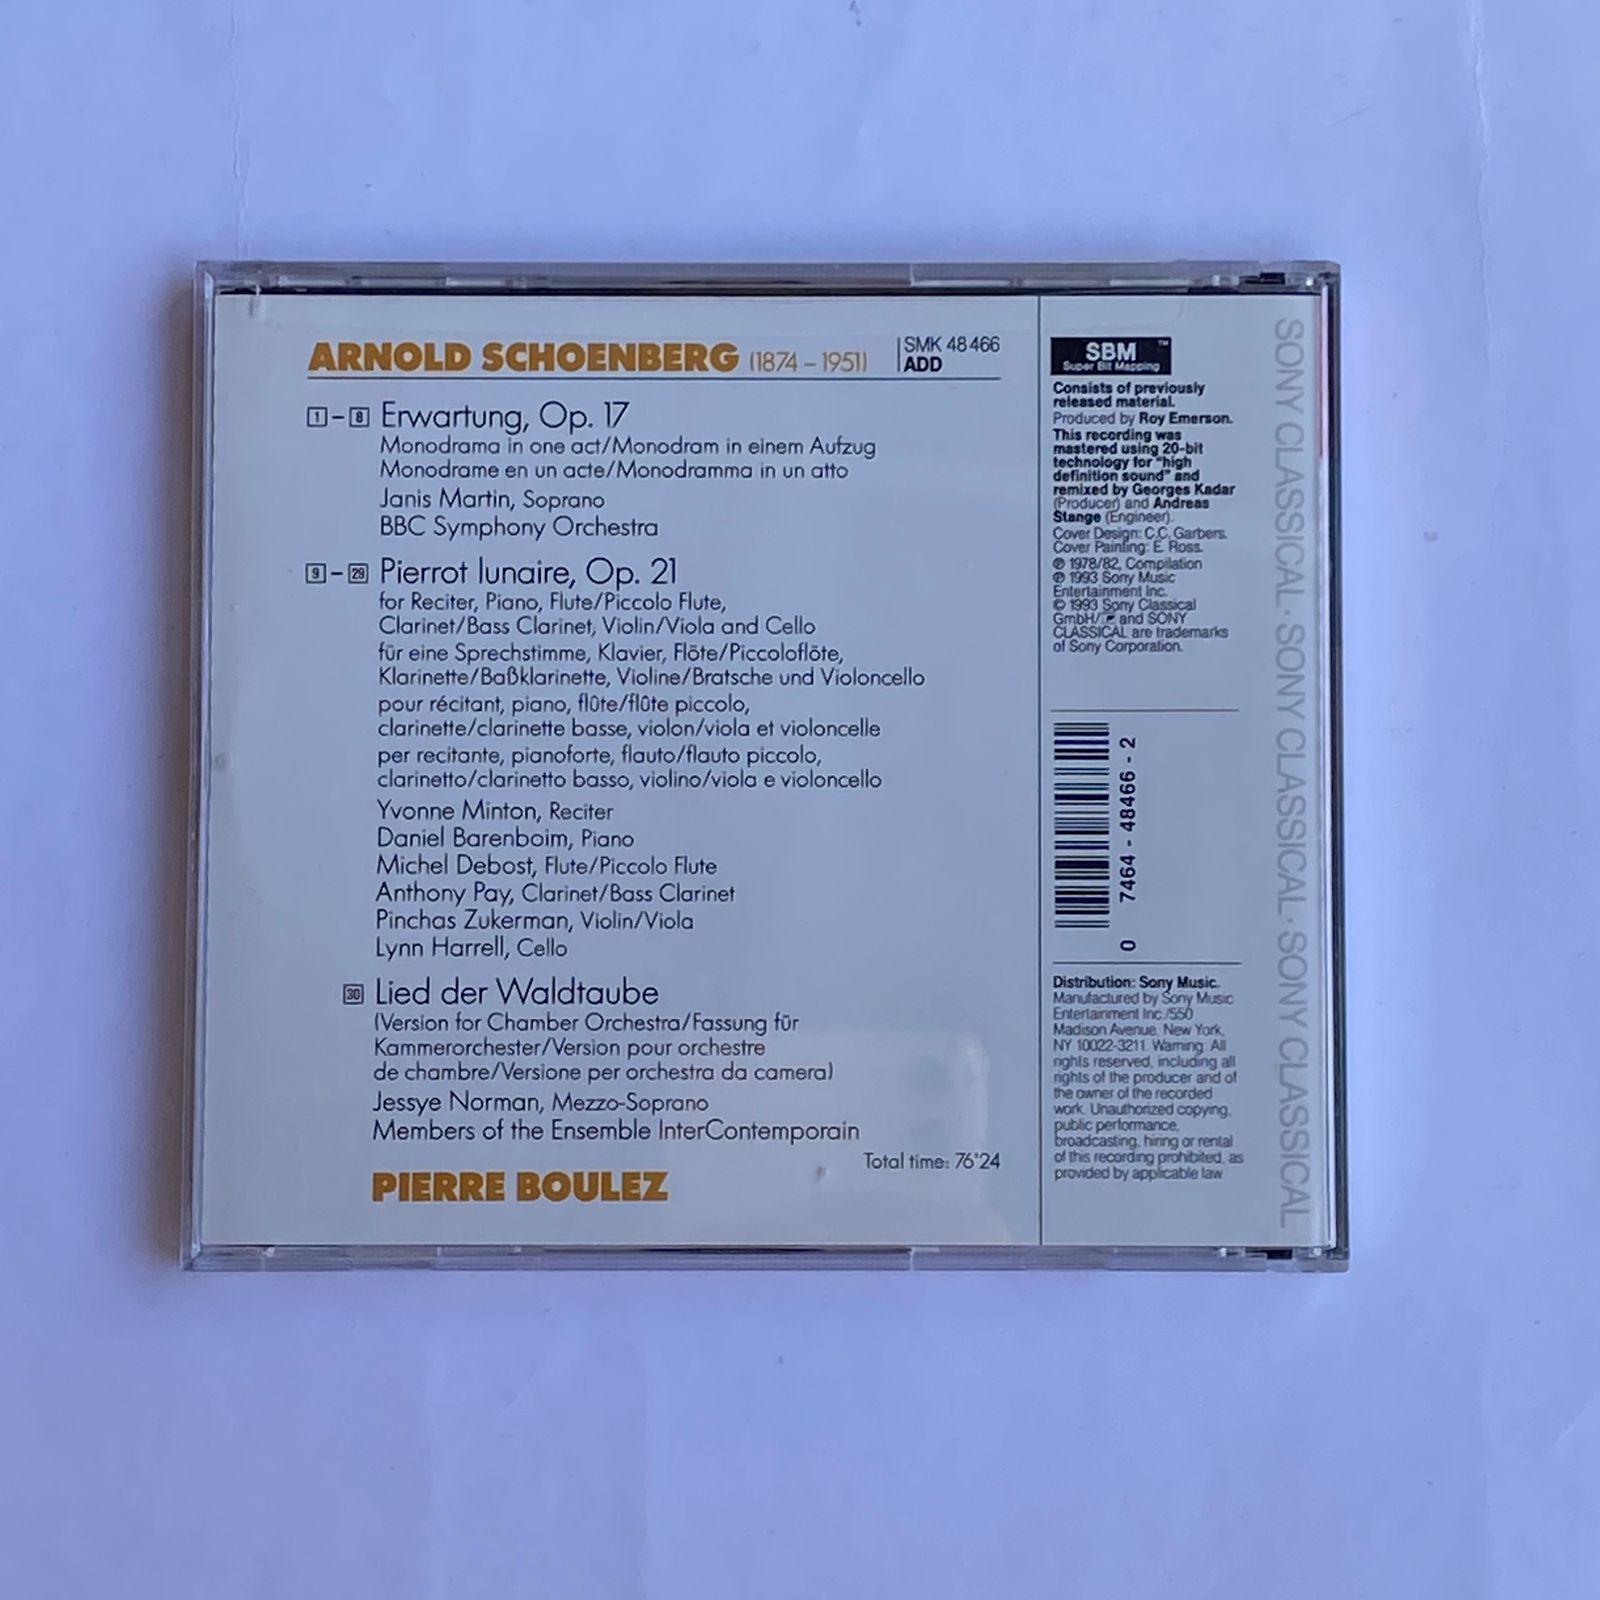 ARNOLD SCHOENBERG (1874 – 1951)
SMK 48 466
ADD
1 – 8 Erwartung, Op. 17
Monodrama in one act/Monodram in einem Aufzug
Monodrame en un acte/Monodramma in un atto
Janis Martin, Soprano
BBC Symphony Orchestra
9 – 29 Pierrot lunaire, Op. 21
for Reciter, Piano, Flute/Piccolo Flute,
Clarinet/Bass Clarinet, Violin/Viola and Cello
für eine Sprechstimme, Klavier, Flöte/Piccoloflöte,
Klarinette/Baßklarinette, Violine/Bratsche und Violoncello
pour récitant, piano, flûte/flûte piccolo,
clarinette/clarinette basse, violon/viola et violoncelle
per recitante, pianoforte, flauto/flauto piccolo,
clarinetto/clarinetto basso, violino/viola e violoncello
Yvonne Minton, Reciter
Daniel Barenboim, Piano
Michel Debost, Flute/Piccolo Flute
Anthony Pay, Clarinet/Bass Clarinet
Pinchas Zukerman, Violin/Viola
Lynn Harrell, Cello
30 Lied der Waldtaube
(Version for Chamber Orchestra/Fassung für
Kammerorchester/Version pour orchestre
de chambre/Versione per orchestra da camera)
Jessye Norman, Mezzo-Soprano
Members of the Ensemble InterContemporain
Total time: 76'24
PIERRE BOULEZ
SBM™
Super Bit Mapping
Consists of previously
released material.
Produced by Roy Emerson.
This recording was
mastered using 20-bit
technology for "high
definition sound" and
remixed by Georges Kadar
(Producer) and Andreas
Stange (Engineer).
Cover Design: C.C. Garbers.
Cover Painting: E. Ross.
℗ 1978/82, Compilation
℗ 1993 Sony Music
Entertainment Inc.
© 1993 Sony Classical
GmbH/ and SONY
CLASSICAL are trademarks
of Sony Corporation.
0 7464 - 48466 - 2
Distribution: Sony Music.
Manufactured by Sony Music
Entertainment Inc./550
Madison Avenue, New York,
NY 10022-3211. Warning: All
rights reserved, including all
rights of the producer and of
the owner of the recorded
work. Unauthorized copying,
public performance,
broadcasting, hiring or rental
of this recording prohibited, as
provided by applicable law.
SONY CLASSICAL · SONY CLASSICAL · SONY CLASSICAL